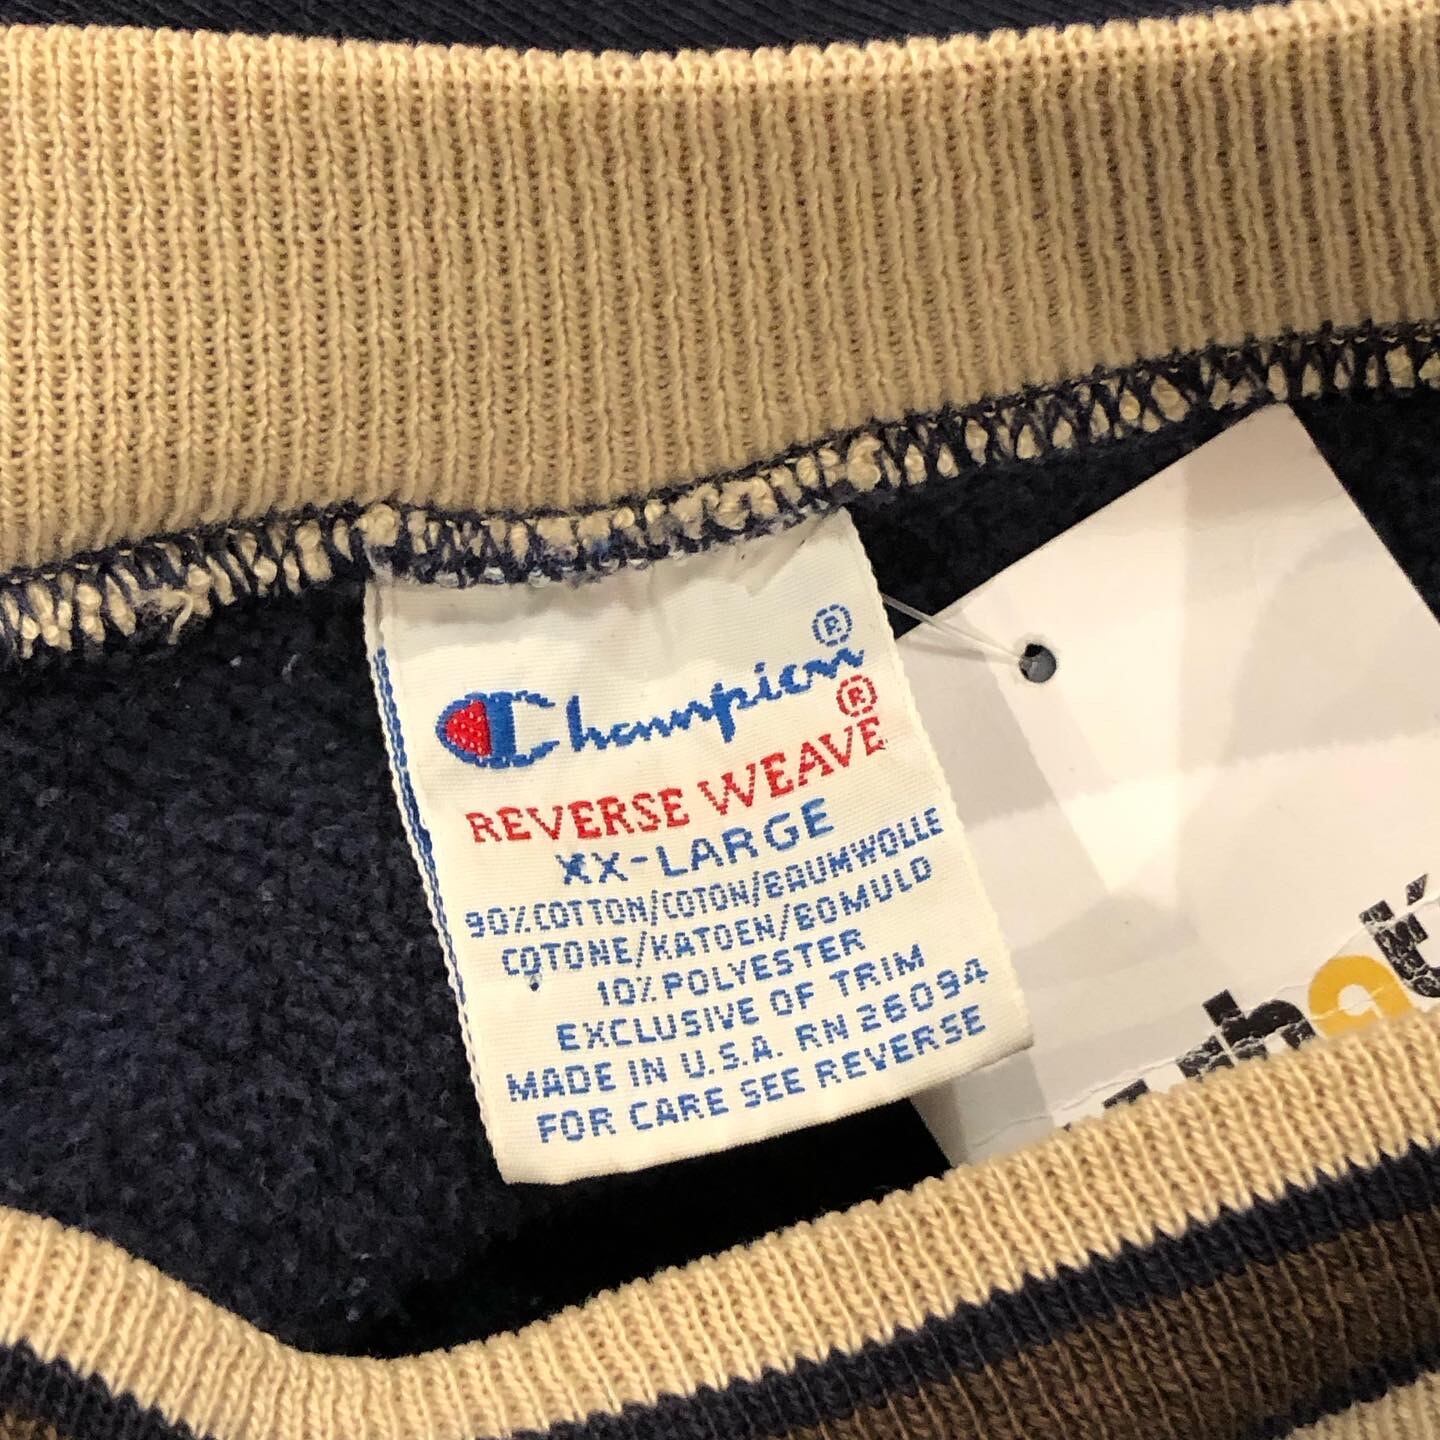 Champion®
REVERSE WEAVE®
XX-LARGE
90% COTTON/COTON/BAUMWOLLE
COTONE/KATOEN/BOMULD
10% POLYESTER
EXCLUSIVE OF TRIM
MADE IN U.S.A. RN 26094
FOR CARE SEE REVERSE